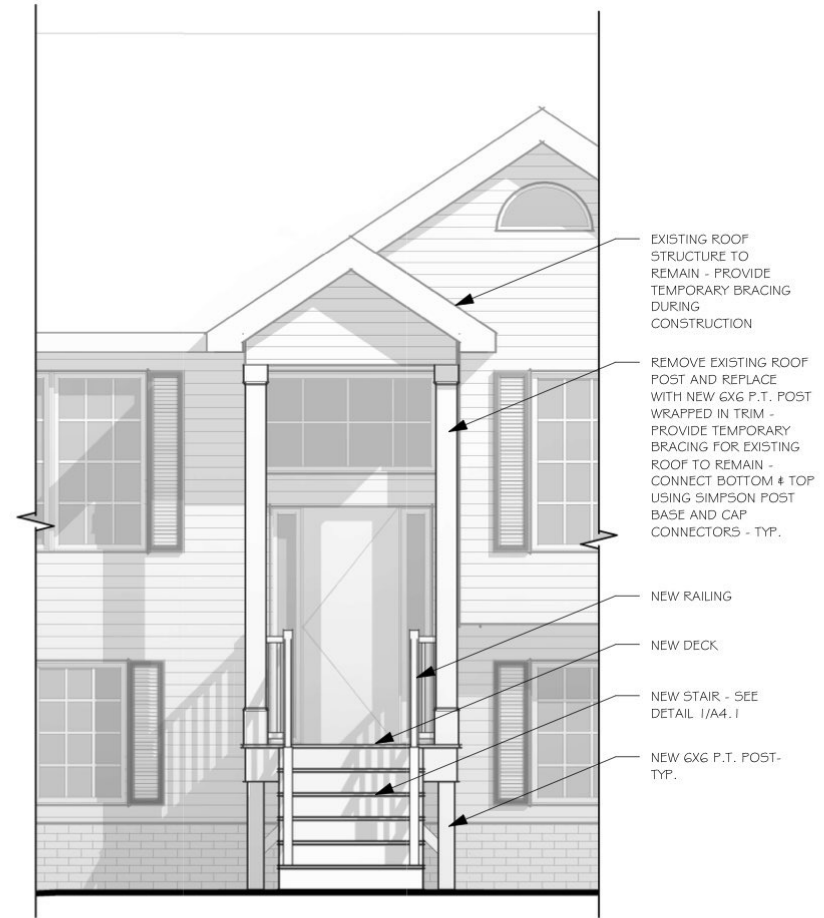 EXISTING ROOF
STRUCTURE TO
REMAIN - PROVIDE
TEMPORARY BRACING
DURING
CONSTRUCTION
REMOVE EXISTING ROOF
POST AND REPLACE
WITH NEW 6X6 P.T. POST
WRAPPED IN TRIM -
PROVIDE TEMPORARY
BRACING FOR EXISTING
ROOF TO REMAIN -
CONNECT BOTTOM & TOP
USING SIMPSON POST
BASE AND CAP
CONNECTORS - TYP.
NEW RAILING
NEW DECK
NEW STAIR - SEE
DETAIL 1/A4.1
NEW 6X6 P.T. POST-
TYP.